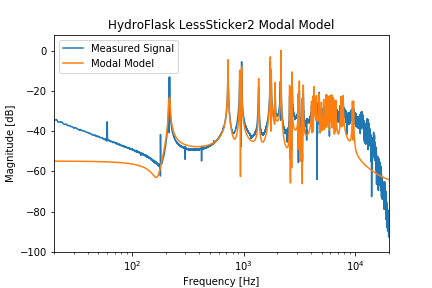 HydroFlask LessSticker2 Modal Model
Measured Signal
Modal Model
Magnitude [dB]
0
−20
−40
−60
−80
−100
10²
10³
10⁴
Frequency [Hz]